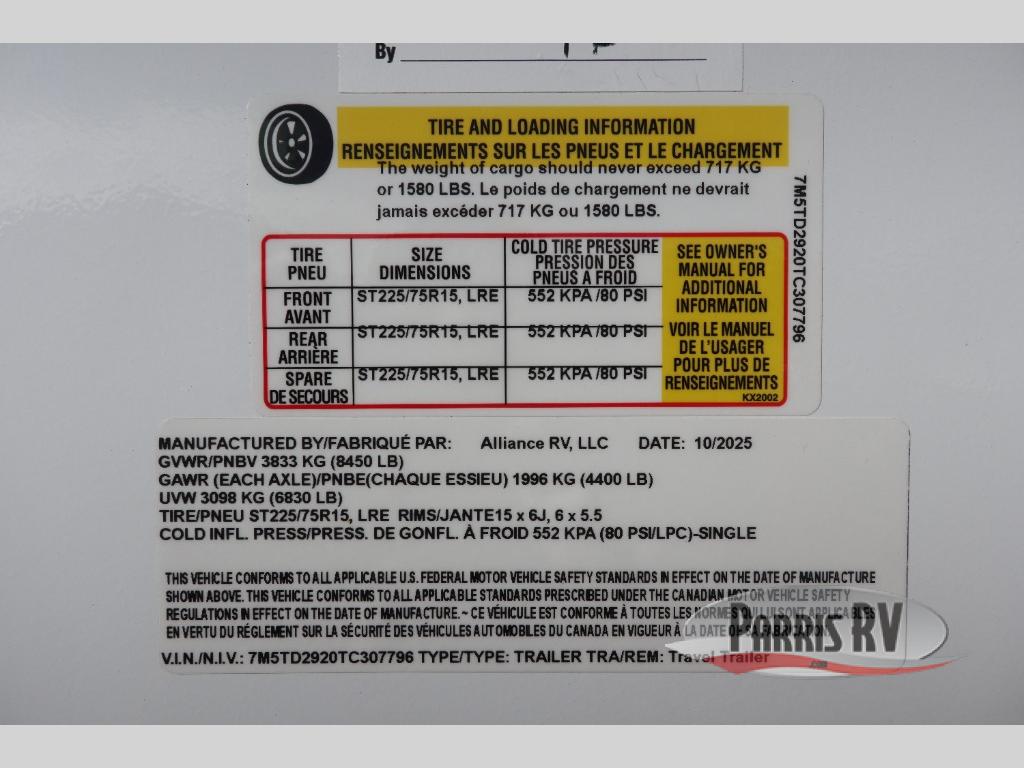 By
TIRE AND LOADING INFORMATION
RENSEIGNEMENTS SUR LES PNEUS ET LE CHARGEMENT
The weight of cargo should never exceed 717 KG
or 1580 LBS. Le poids de chargement ne devrait
jamais excéder 717 KG ou 1580 LBS.
7M5TD2920TC307796
TIRE PNEU
SIZE DIMENSIONS
COLD TIRE PRESSURE
PRESSION DES
PNEUS A FROID
FRONT AVANT
ST225/75R15, LRE
552 KPA /80 PSI
REAR ARRIÈRE
ST225/75R15, LRE
552 KPA /80 PSI
SPARE DE SECOURS
ST225/75R15, LRE
552 KPA /80 PSI
SEE OWNER'S
MANUAL FOR
ADDITIONAL
INFORMATION
VOIR LE MANUEL
DE L'USAGER
POUR PLUS DE
RENSEIGNEMENTS
KX2002
MANUFACTURED BY/FABRIQUÉ PAR: Alliance RV, LLC DATE: 10/2025
GVWR/PNBV 3833 KG (8450 LB)
GAWR (EACH AXLE)/PNBE(CHAQUE ESSIEU) 1996 KG (4400 LB)
UVW 3098 KG (6830 LB)
TIRE/PNEU ST225/75R15, LRE RIMS/JANTE15 x 6J, 6 x 5.5
COLD INFL. PRESS/PRESS. DE GONFL. À FROID 552 KPA (80 PSI/LPC)-SINGLE
THIS VEHICLE CONFORMS TO ALL APPLICABLE U.S. FEDERAL MOTOR VEHICLE SAFETY STANDARDS IN EFFECT ON THE DATE OF MANUFACTURE
SHOWN ABOVE. THIS VEHICLE CONFORMS TO ALL APPLICABLE STANDARDS PRESCRIBED UNDER THE CANADIAN MOTOR VEHICLE SAFETY
REGULATIONS IN EFFECT ON THE DATE OF MANUFACTURE. ~ CE VÉHICULE EST CONFORME À TOUTES LES NORMES QUI LUI SONT APPLICABLES
EN VERTU DU RÉGLEMENT SUR LA SÉCURITÉ DES VÉHICULES AUTOMOBILES DU CANADA EN VIGUEUR À LA DATE DE SA FABRICATION.
V.I.N./N.I.V.: 7M5TD2920TC307796 TYPE/TYPE: TRAILER TRA/REM: Travel Trailer
PARRIS RV
.com